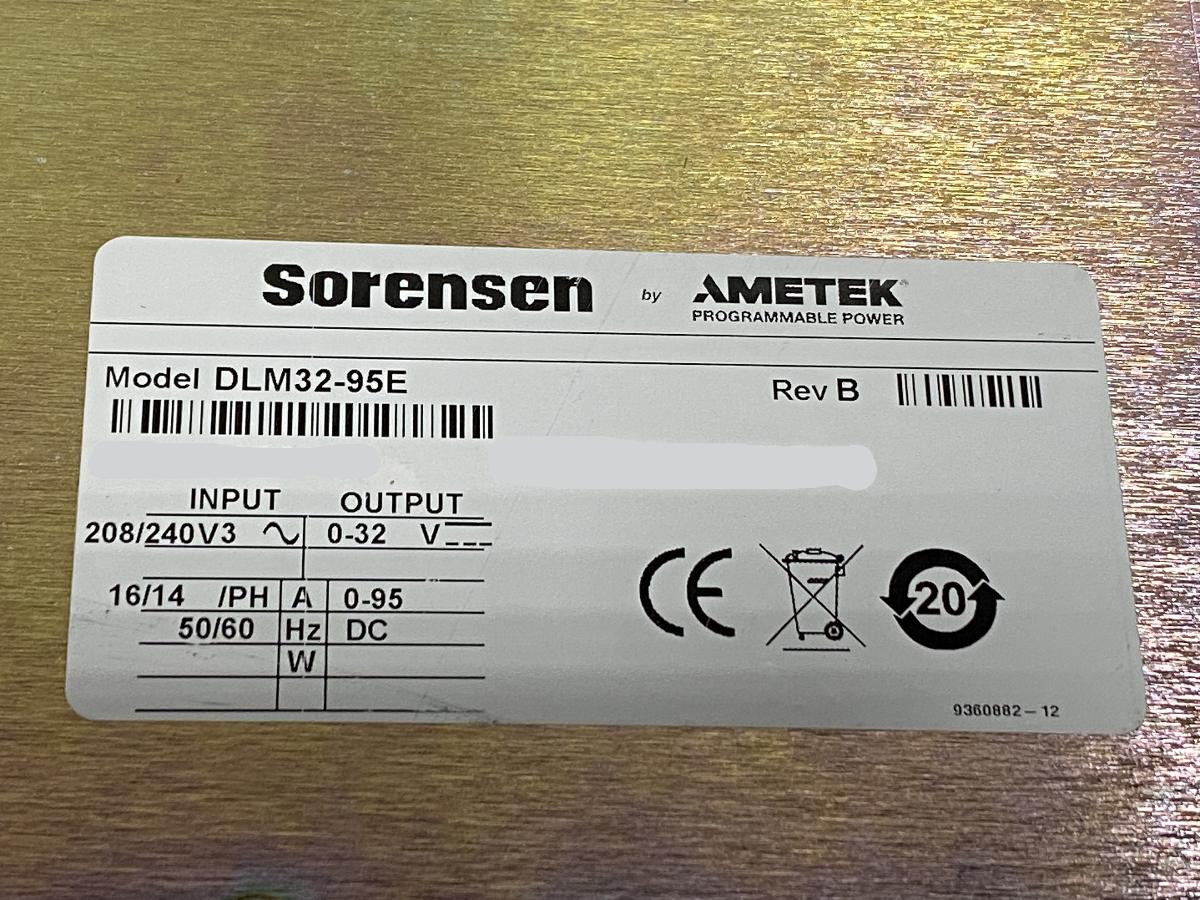 Sorensen by AMETEK
PROGRAMMABLE POWER
Model DLM32-95E Rev B
INPUT OUTPUT
208/240V3 ∿ 0-32 V⎓
16/14 /PH A 0-95
50/60 Hz DC
W
CE 20
9360882-12